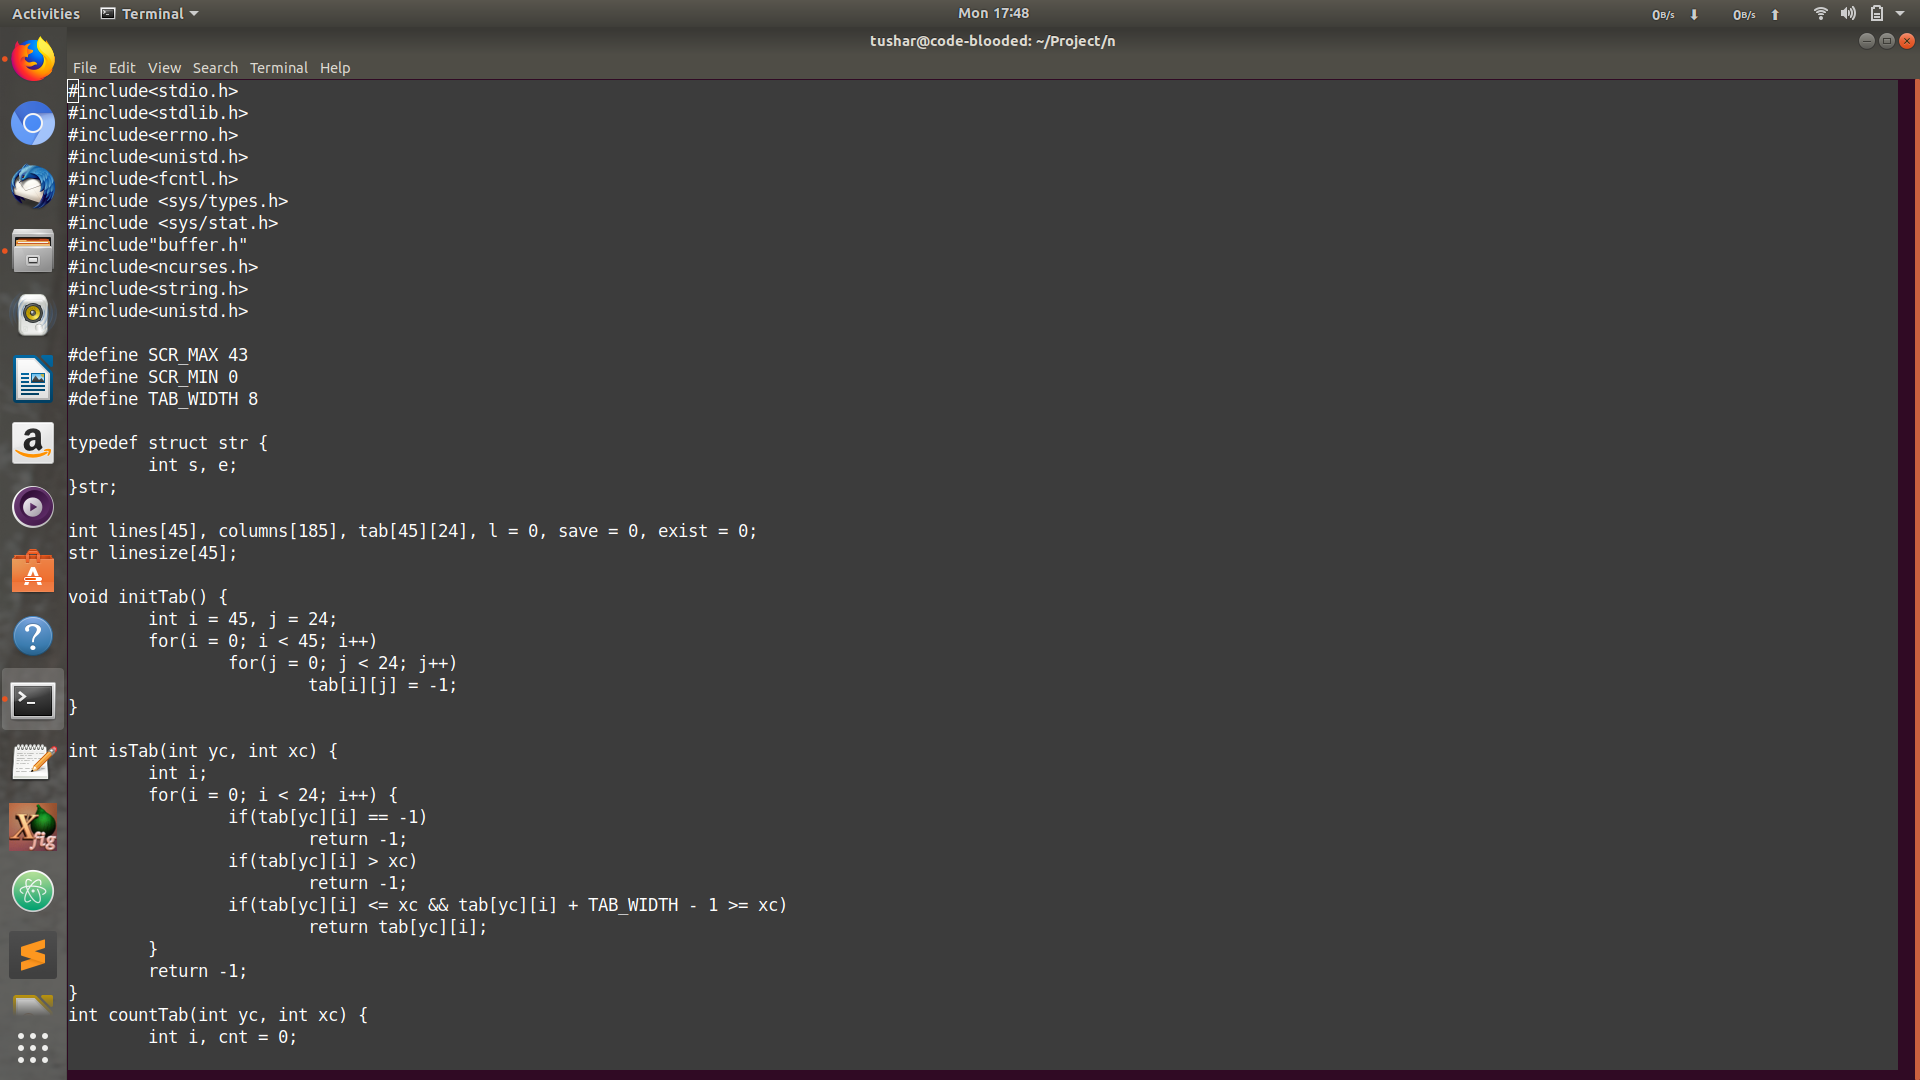 Activities Terminal Mon 17:48 0B/s 0B/s
tushar@code-blooded: ~/Project/n
File Edit View Search Terminal Help
#include<stdio.h>
#include<stdlib.h>
#include<errno.h>
#include<unistd.h>
#include<fcntl.h>
#include <sys/types.h>
#include <sys/stat.h>
#include"buffer.h"
#include<ncurses.h>
#include<string.h>
#include<unistd.h>

#define SCR_MAX 43
#define SCR_MIN 0
#define TAB_WIDTH 8

typedef struct str {
        int s, e;
}str;

int lines[45], columns[185], tab[45][24], l = 0, save = 0, exist = 0;
str linesize[45];

void initTab() {
        int i = 45, j = 24;
        for(i = 0; i < 45; i++)
                for(j = 0; j < 24; j++)
                        tab[i][j] = -1;
}

int isTab(int yc, int xc) {
        int i;
        for(i = 0; i < 24; i++) {
                if(tab[yc][i] == -1)
                        return -1;
                if(tab[yc][i] > xc)
                        return -1;
                if(tab[yc][i] <= xc && tab[yc][i] + TAB_WIDTH - 1 >= xc)
                        return tab[yc][i];
        }
        return -1;
}
int countTab(int yc, int xc) {
        int i, cnt = 0;